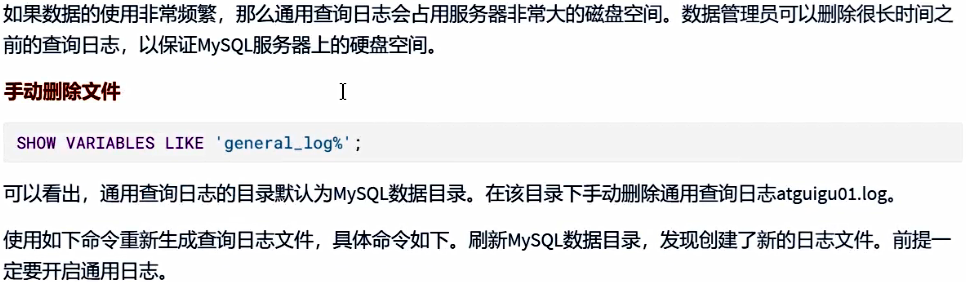 如果数据的使用非常频繁，那么通用查询日志会占用服务器非常大的磁盘空间。数据管理员可以删除很长时间之
前的查询日志，以保证MySQL服务器上的硬盘空间。
手动删除文件
SHOW VARIABLES LIKE 'general_log%';
可以看出，通用查询日志的目录默认为MySQL数据目录。在该目录下手动删除通用查询日志atguigu01.log。
使用如下命令重新生成查询日志文件，具体命令如下。刷新MySQL数据目录，发现创建了新的日志文件。前提一
定要开启通用日志。